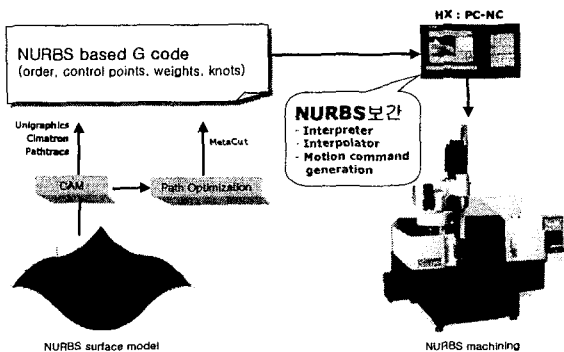 HX : PC-NC
NURBS based G code
(order, control points, weights, knots)
NURBS보간
- Interpreter
- Interpolator
- Motion command
generation
Unigraphics
Cimatron
Pathtrace
MetaCut
CAM
Path Optimization
NURBS surface model
NURBS machining